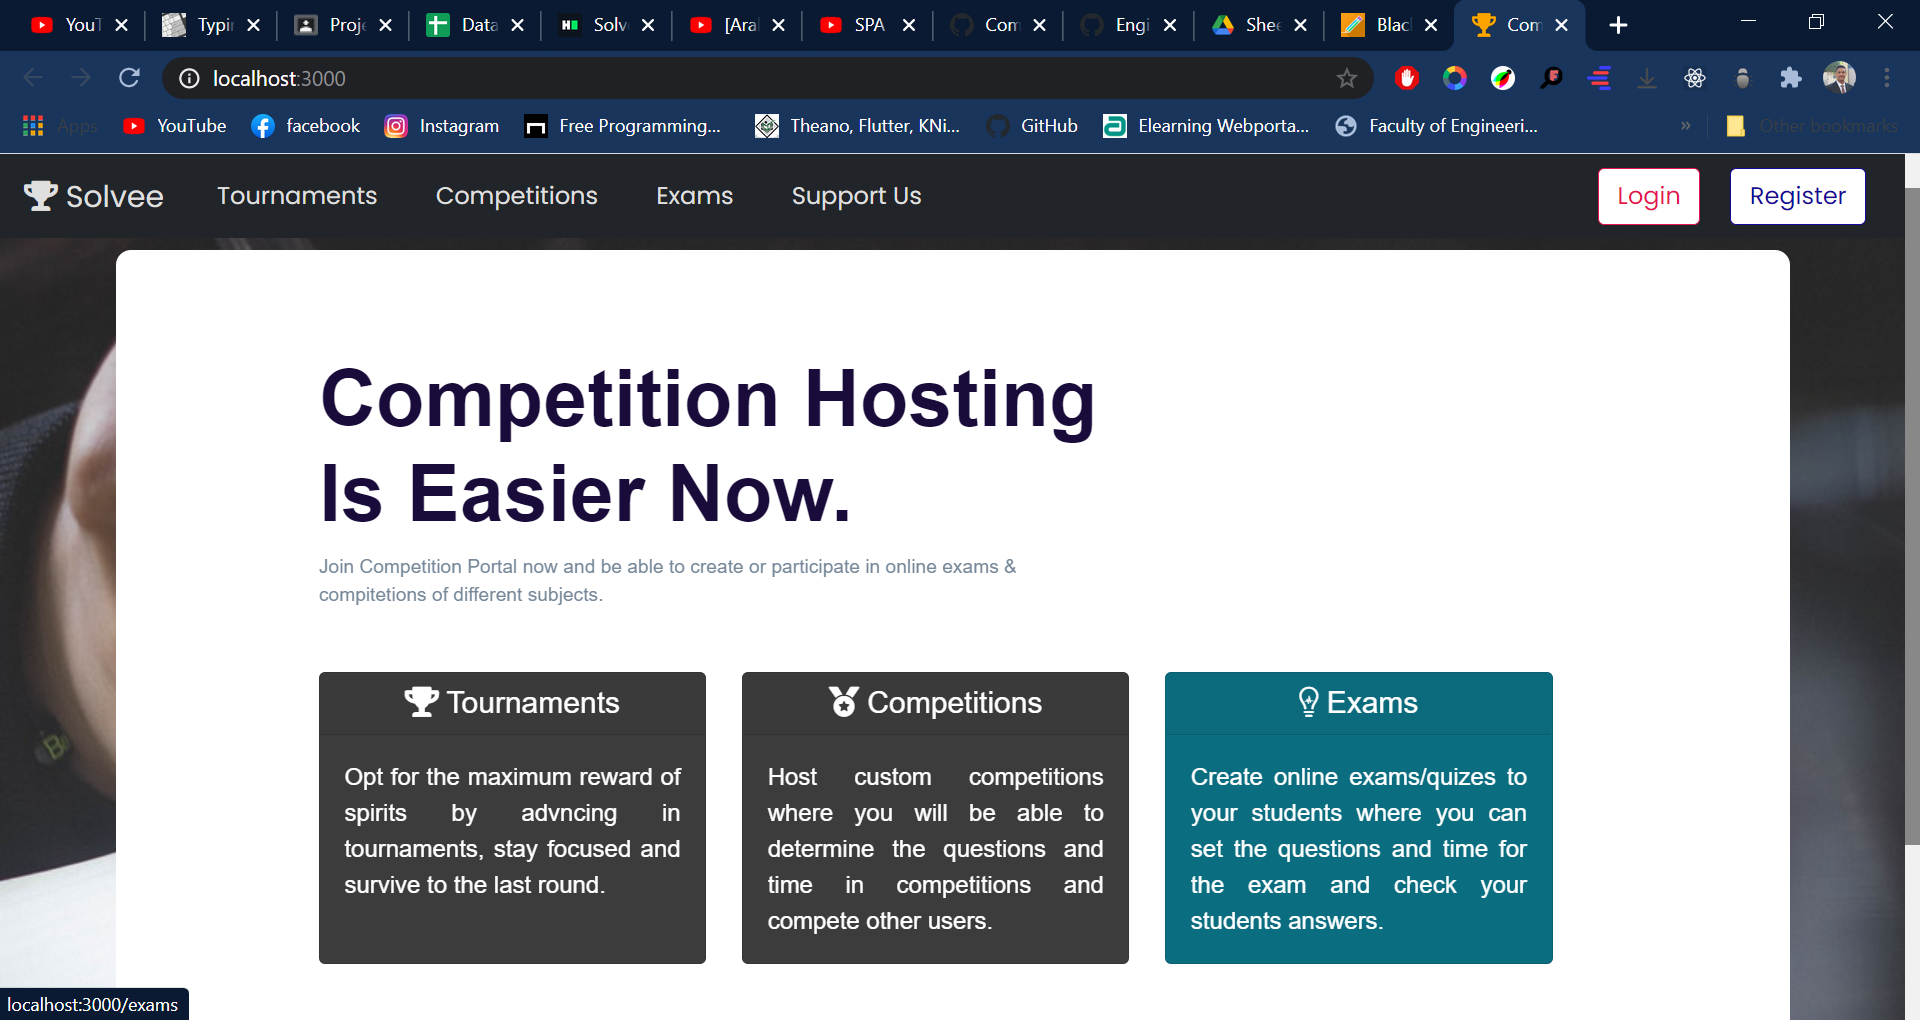 YouT Typin Proje Data Solv [Aral SPA Com Engi Shee Blac Com
localhost:3000
Apps YouTube facebook Instagram Free Programming... Theano, Flutter, KNi... GitHub Elearning Webporta... Faculty of Engineeri... » Other bookmarks
Solvee Tournaments Competitions Exams Support Us Login Register
Competition Hosting
Is Easier Now.
Join Competition Portal now and be able to create or participate in online exams &
compitetions of different subjects.
Tournaments
Opt for the maximum reward of
spirits by advncing in
tournaments, stay focused and
survive to the last round.
Competitions
Host custom competitions
where you will be able to
determine the questions and
time in competitions and
compete other users.
Exams
Create online exams/quizes to
your students where you can
set the questions and time for
the exam and check your
students answers.
localhost:3000/exams